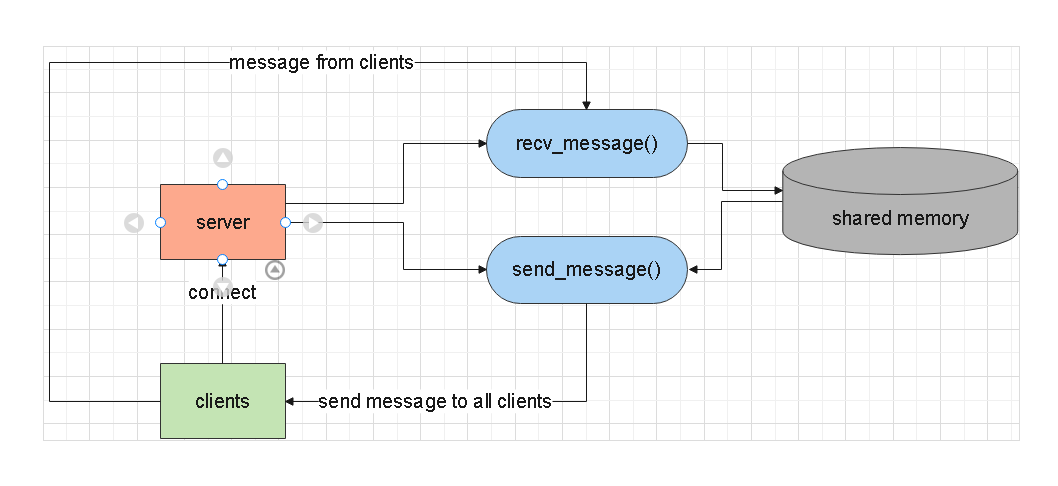 message from clients
recv_message()
server
shared memory
send_message()
connect
clients
send message to all clients